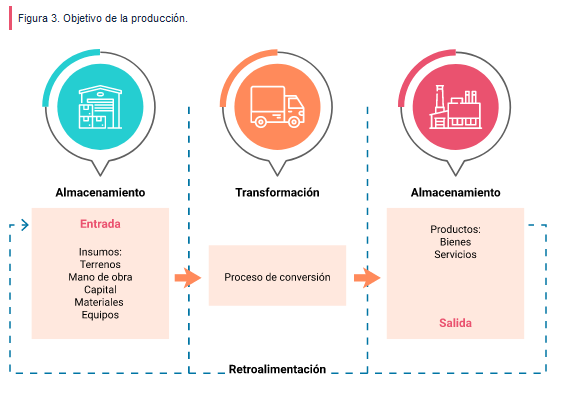 Figura 3. Objetivo de la producción.
Almacenamiento
Transformación
Almacenamiento
Entrada
Insumos:
Terrenos
Mano de obra
Capital
Materiales
Equipos
Proceso de conversión
Productos:
Bienes
Servicios
Salida
Retroalimentación